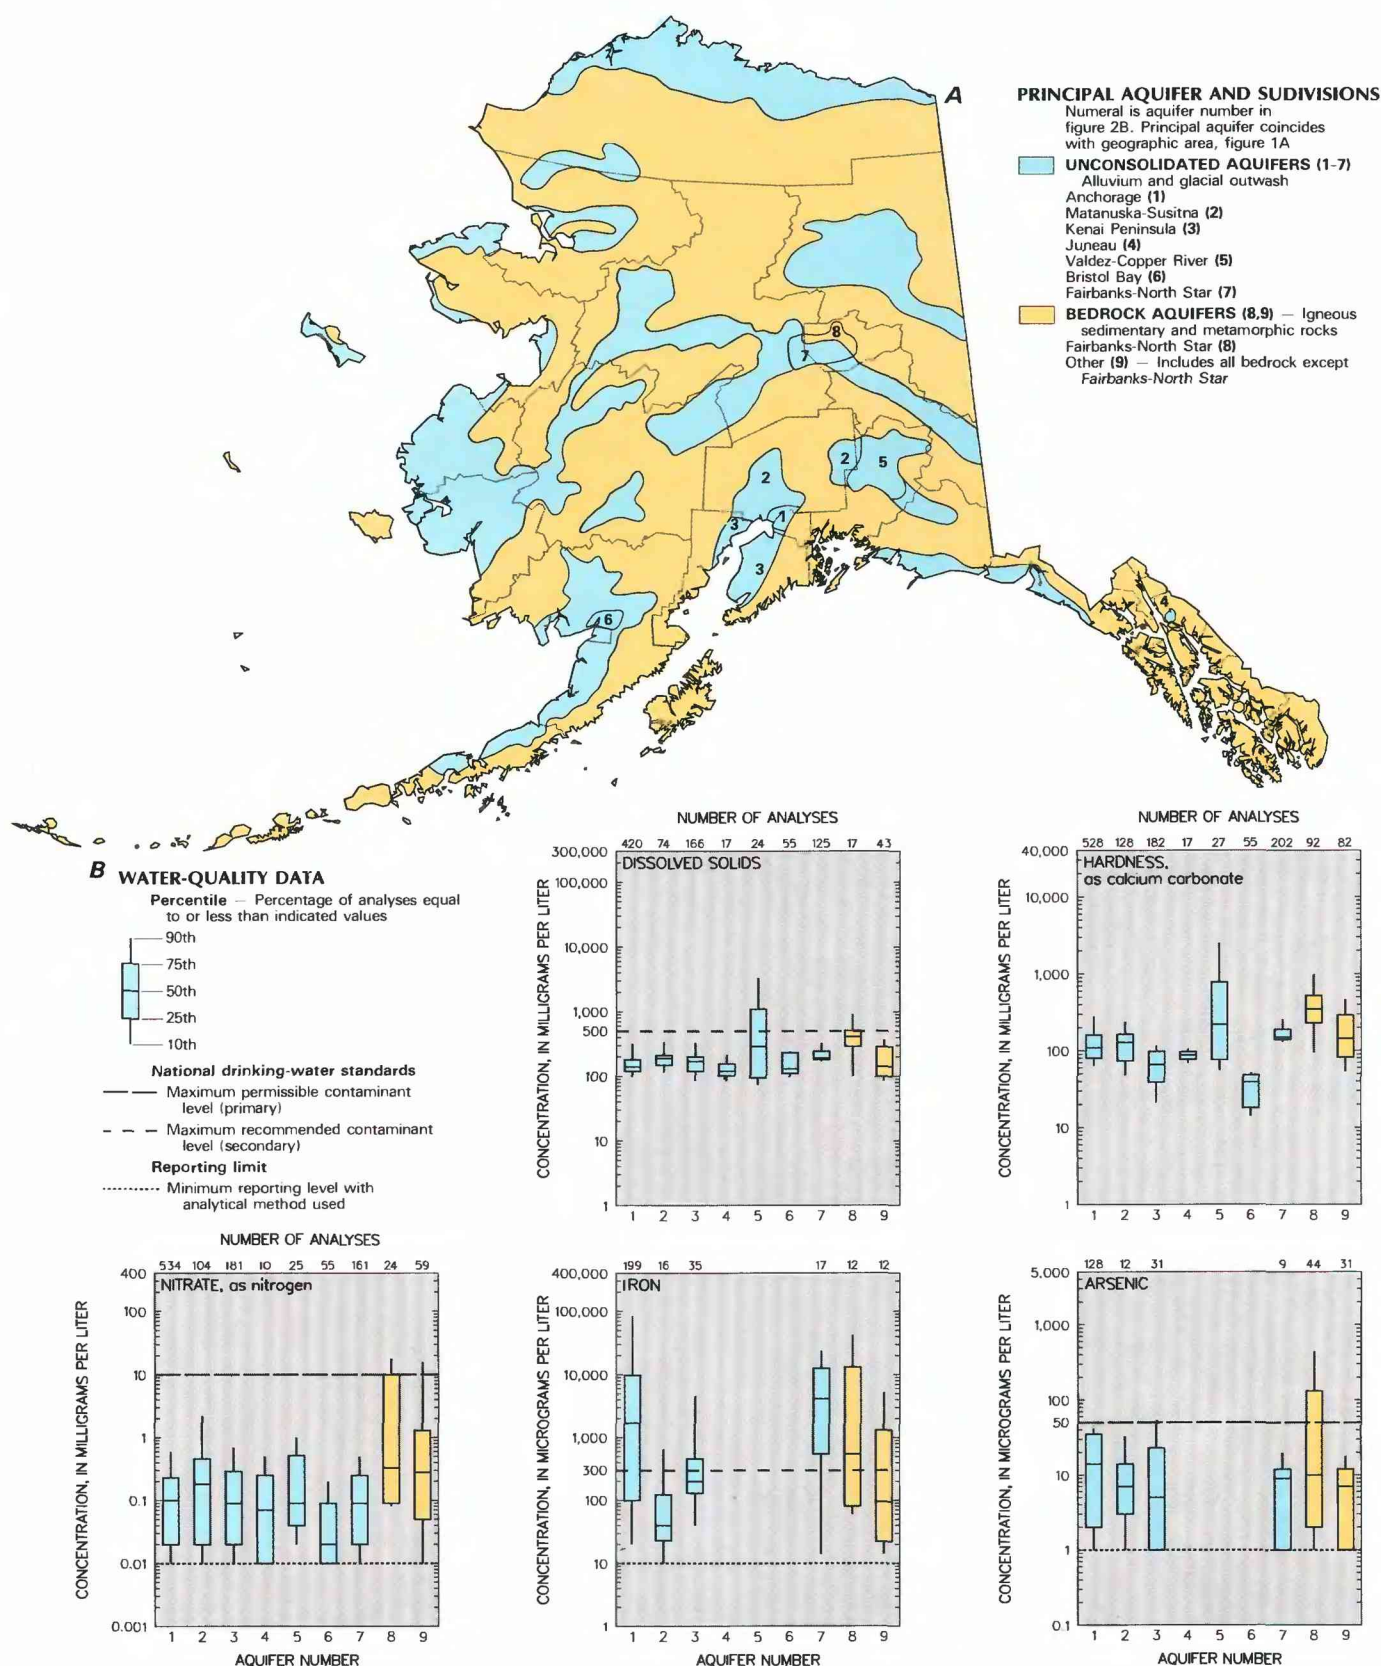 A
PRINCIPAL AQUIFER AND SUDIVISIONS
Numeral is aquifer number in
figure 2B. Principal aquifer coincides
with geographic area, figure 1A
UNCONSOLIDATED AQUIFERS (1-7)
Alluvium and glacial outwash
Anchorage (1)
Matanuska-Susitna (2)
Kenai Peninsula (3)
Juneau (4)
Valdez-Copper River (5)
Bristol Bay (6)
Fairbanks-North Star (7)
BEDROCK AQUIFERS (8,9) — Igneous
sedimentary and metamorphic rocks
Fairbanks-North Star (8)
Other (9) — Includes all bedrock except
Fairbanks-North Star
8
7
2
5
2
1
3
3
6
4
B WATER-QUALITY DATA
Percentile — Percentage of analyses equal
to or less than indicated values
90th
75th
50th
25th
10th
National drinking-water standards
Maximum permissible contaminant
level (primary)
Maximum recommended contaminant
level (secondary)
Reporting limit
Minimum reporting level with
analytical method used
NUMBER OF ANALYSES
420 74 166 17 24 55 125 17 43
DISSOLVED SOLIDS
CONCENTRATION, IN MILLIGRAMS PER LITER
300,000
100,000
10,000
1,000
500
100
10
1
1 2 3 4 5 6 7 8 9
NUMBER OF ANALYSES
528 128 182 17 27 55 202 92 82
HARDNESS,
as calcium carbonate
CONCENTRATION, IN MILLIGRAMS PER LITER
40,000
10,000
1,000
100
10
1
1 2 3 4 5 6 7 8 9
NUMBER OF ANALYSES
534 104 181 10 25 55 161 24 59
NITRATE, as nitrogen
CONCENTRATION, IN MILLIGRAMS PER LITER
400
100
10
1
0.1
0.01
0.001
1 2 3 4 5 6 7 8 9
AQUIFER NUMBER
199 16 35 17 12 12
IRON
CONCENTRATION, IN MICROGRAMS PER LITER
400,000
100,000
10,000
1,000
300
100
10
1
1 2 3 4 5 6 7 8 9
AQUIFER NUMBER
128 12 31 9 44 31
ARSENIC
CONCENTRATION, IN MICROGRAMS PER LITER
5,000
1,000
100
50
10
1
0.1
1 2 3 4 5 6 7 8 9
AQUIFER NUMBER